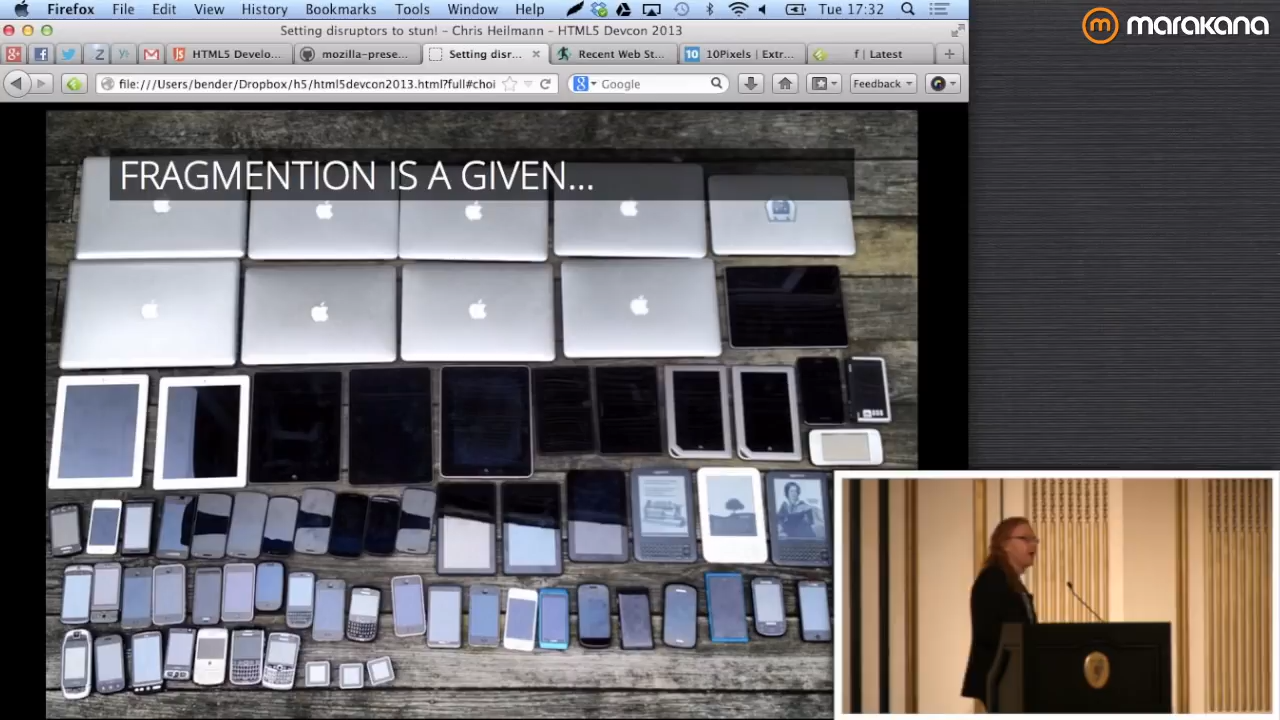 Firefox File Edit View History Bookmarks Tools Window Help Tue 17:32
marakana
Setting disruptors to stun! - Chris Heilmann - HTML5 Devcon 2013
HTML5 Develo... mozilla-prese... Setting disr... Recent Web St... 10Pixels | Extr... f | Latest
file:///Users/bender/Dropbox/h5/html5devcon2013.html?full#choi Google Feedback
FRAGMENTION IS A GIVEN...